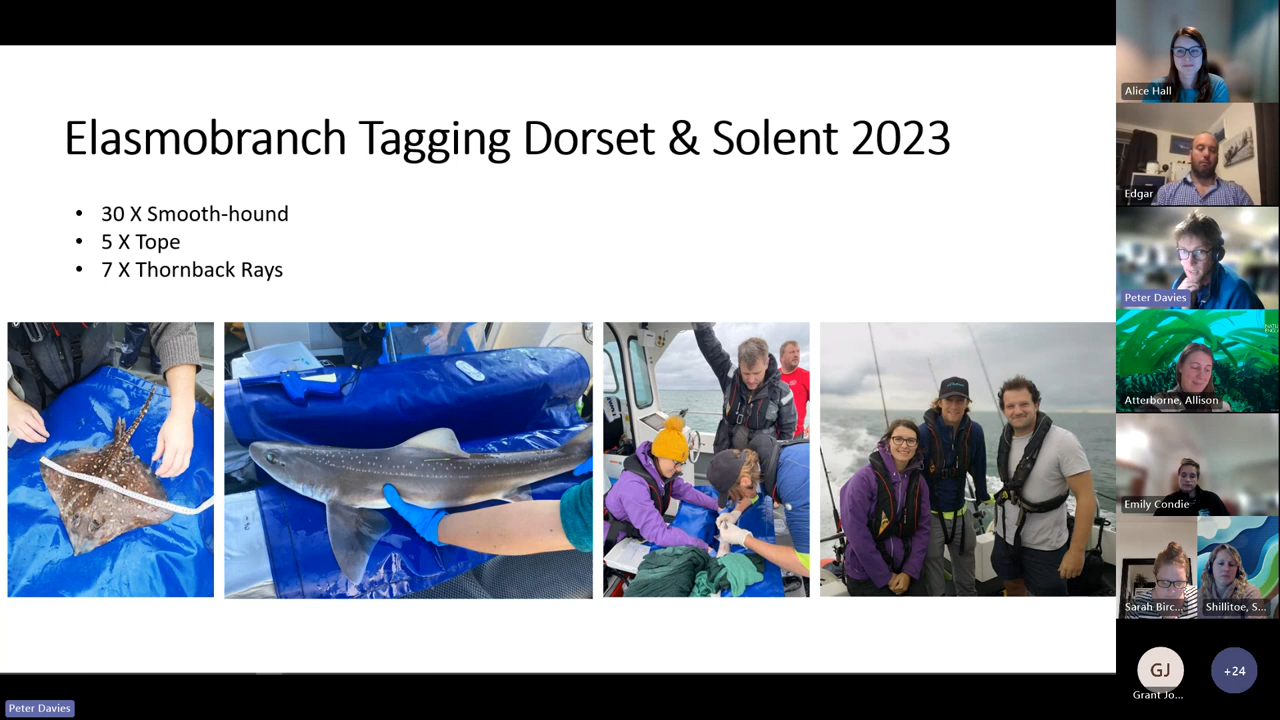 Elasmobranch Tagging Dorset & Solent 2023
• 30 X Smooth-hound
• 5 X Tope
• 7 X Thornback Rays
Alice Hall
Edgar
Peter Davies
Atterborne, Allison
Emily Condie
Sarah Birc...
Shillitoe, S...
GJ
+24
Grant Jo...
Peter Davies